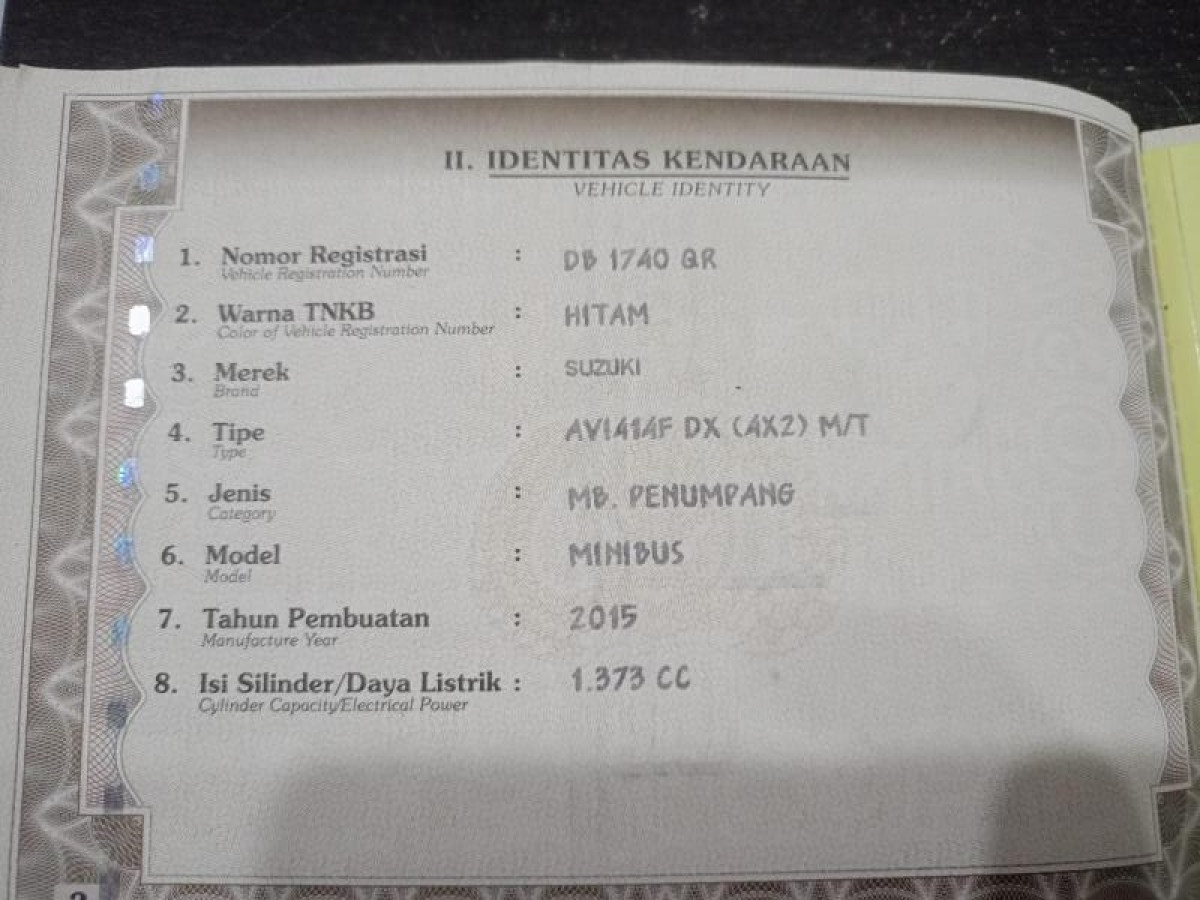 II. IDENTITAS KENDARAAN
VEHICLE IDENTITY
1. Nomor Registrasi : DB 1740 QR
Vehicle Registration Number
2. Warna TNKB : HITAM
Color of Vehicle Registration Number
3. Merek : SUZUKI
Brand
4. Tipe : AV1414F DX (4X2) M/T
Type
5. Jenis : MB. PENUMPANG
Category
6. Model : MINIBUS
Model
7. Tahun Pembuatan : 2015
Manufacture Year
8. Isi Silinder/Daya Listrik : 1.373 CC
Cylinder Capacity/Electrical Power